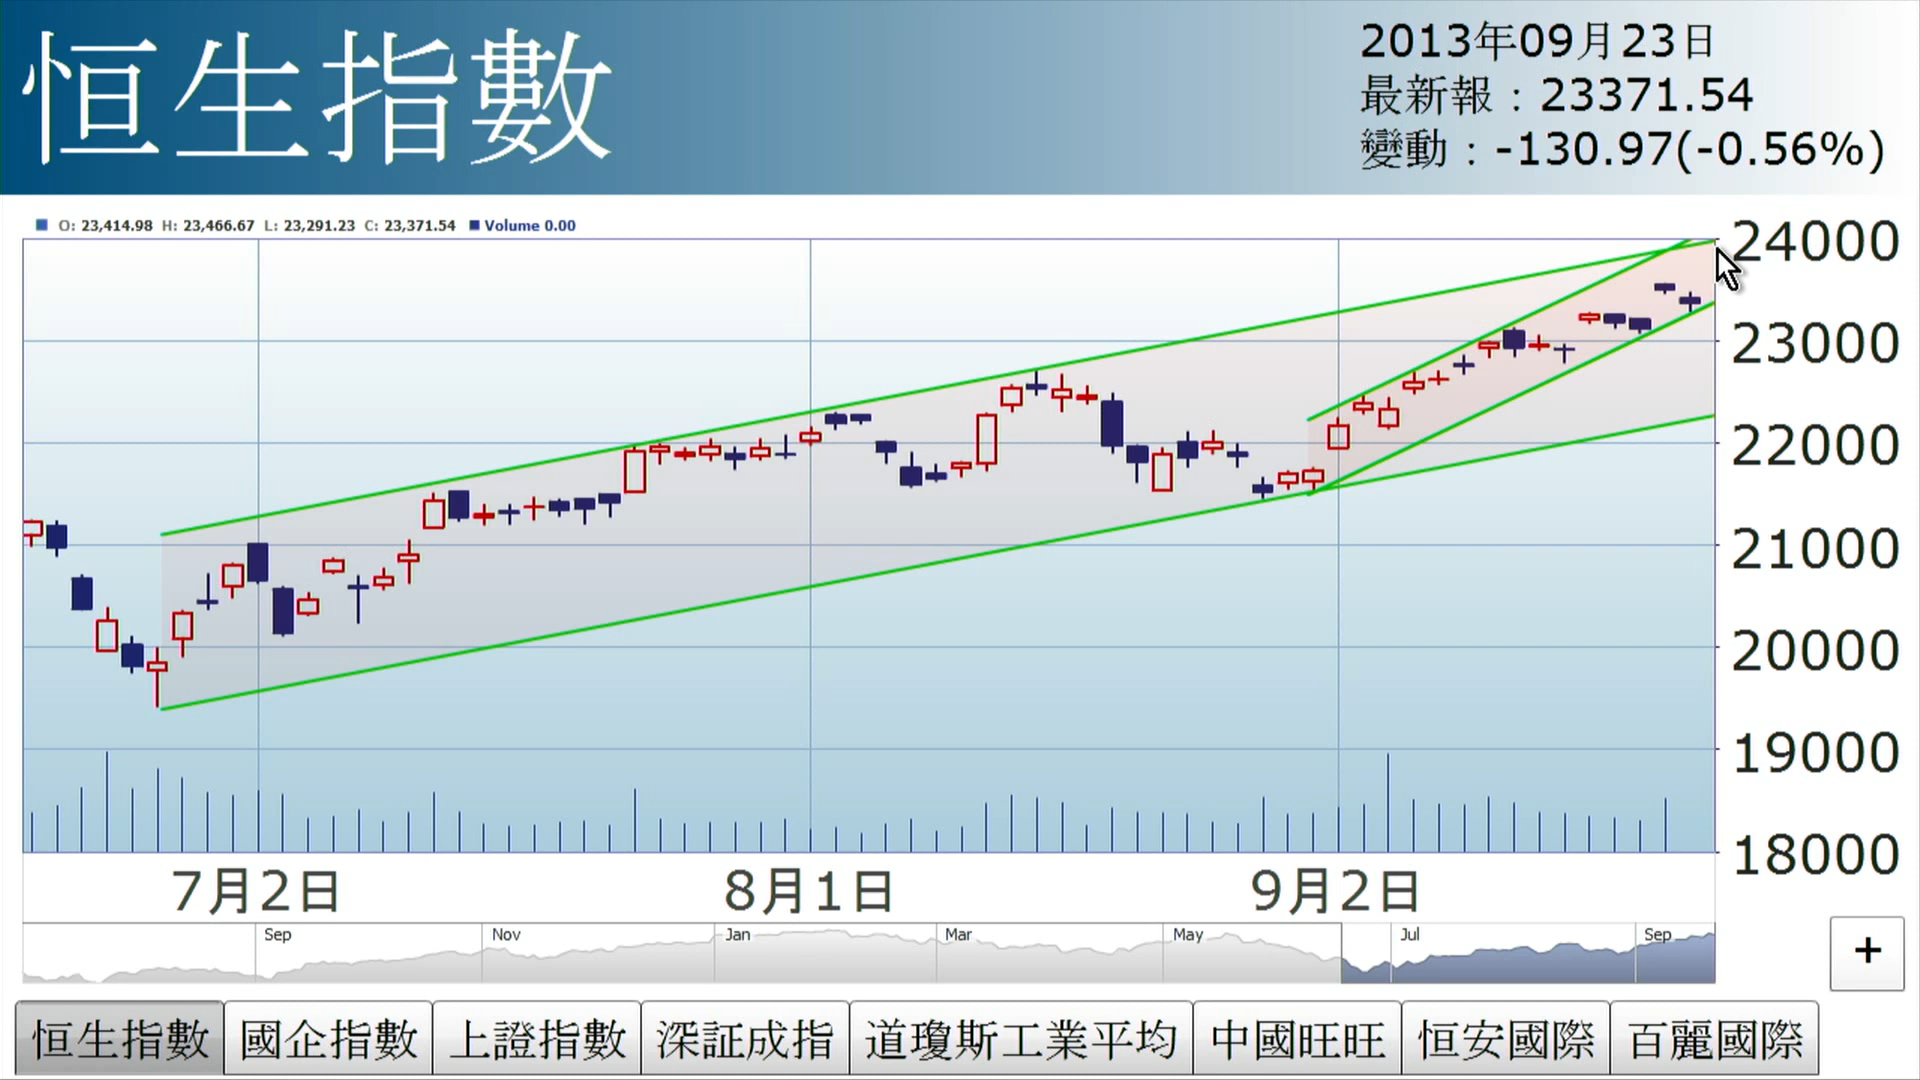 恒生指數
2013年09月23日
最新報：23371.54
變動：-130.97(-0.56%)
O: 23,414.98 H: 23,466.67 L: 23,291.23 C: 23,371.54 Volume 0.00
24000
23000
22000
21000
20000
19000
18000
7月2日 8月1日 9月2日
Sep Nov Jan Mar May Jul Sep
+
恒生指數 國企指數 上證指數 深証成指 道瓊斯工業平均 中國旺旺 恒安國際 百麗國際